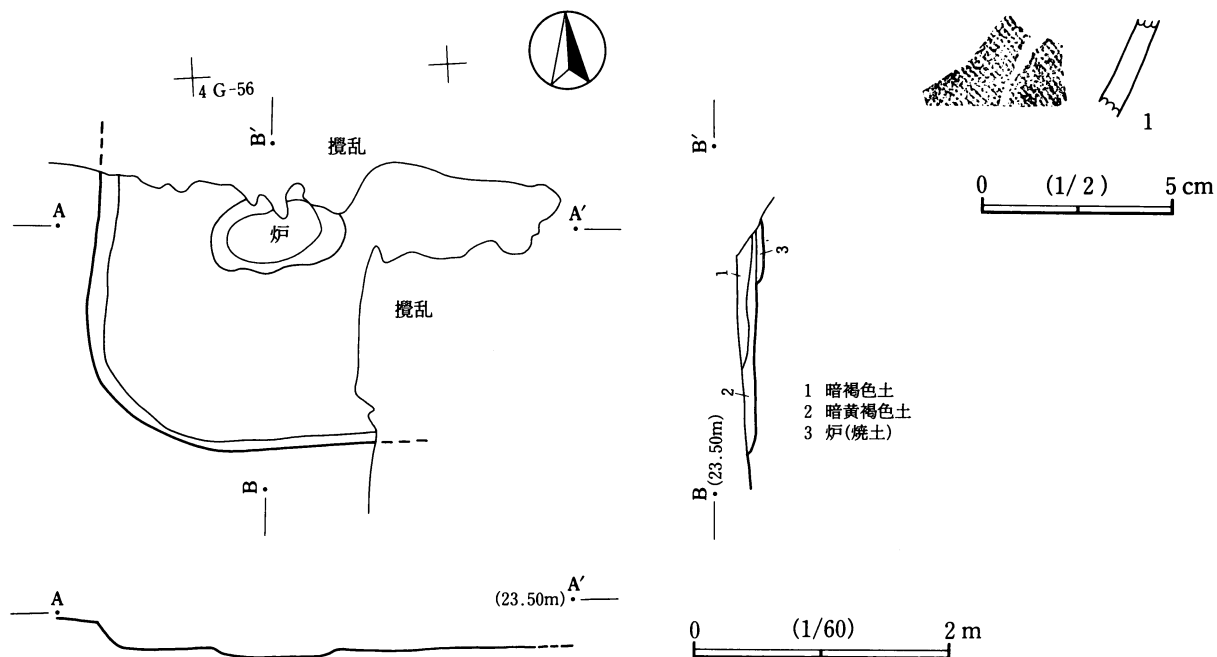 4 G-56
B′
攪乱
A
炉
A′
攪乱
B
A
(23.50m)
A′
B′
1
3
2
B
(23.50m)
1 暗褐色土
2 暗黄褐色土
3 炉(焼土)
0 (1/60) 2 m
1
0 (1/2) 5 cm